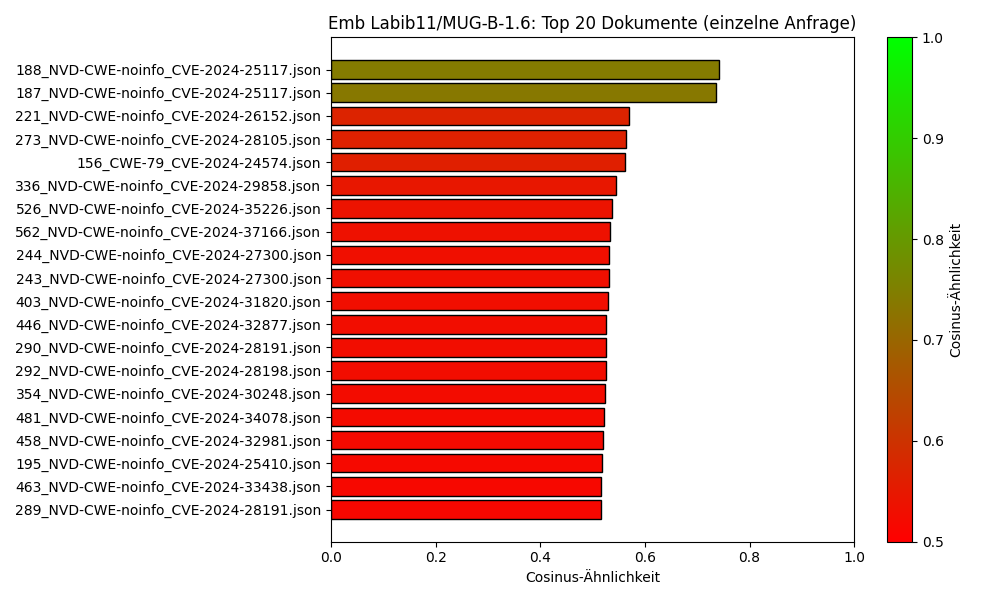 Emb Labib11/MUG-B-1.6: Top 20 Dokumente (einzelne Anfrage)
188_NVD-CWE-noinfo_CVE-2024-25117.json
187_NVD-CWE-noinfo_CVE-2024-25117.json
221_NVD-CWE-noinfo_CVE-2024-26152.json
273_NVD-CWE-noinfo_CVE-2024-28105.json
156_CWE-79_CVE-2024-24574.json
336_NVD-CWE-noinfo_CVE-2024-29858.json
526_NVD-CWE-noinfo_CVE-2024-35226.json
562_NVD-CWE-noinfo_CVE-2024-37166.json
244_NVD-CWE-noinfo_CVE-2024-27300.json
243_NVD-CWE-noinfo_CVE-2024-27300.json
403_NVD-CWE-noinfo_CVE-2024-31820.json
446_NVD-CWE-noinfo_CVE-2024-32877.json
290_NVD-CWE-noinfo_CVE-2024-28191.json
292_NVD-CWE-noinfo_CVE-2024-28198.json
354_NVD-CWE-noinfo_CVE-2024-30248.json
481_NVD-CWE-noinfo_CVE-2024-34078.json
458_NVD-CWE-noinfo_CVE-2024-32981.json
195_NVD-CWE-noinfo_CVE-2024-25410.json
463_NVD-CWE-noinfo_CVE-2024-33438.json
289_NVD-CWE-noinfo_CVE-2024-28191.json
0.0 0.2 0.4 0.6 0.8 1.0
Cosinus-Ähnlichkeit
1.0
0.9
0.8
0.7
0.6
0.5
Cosinus-Ähnlichkeit